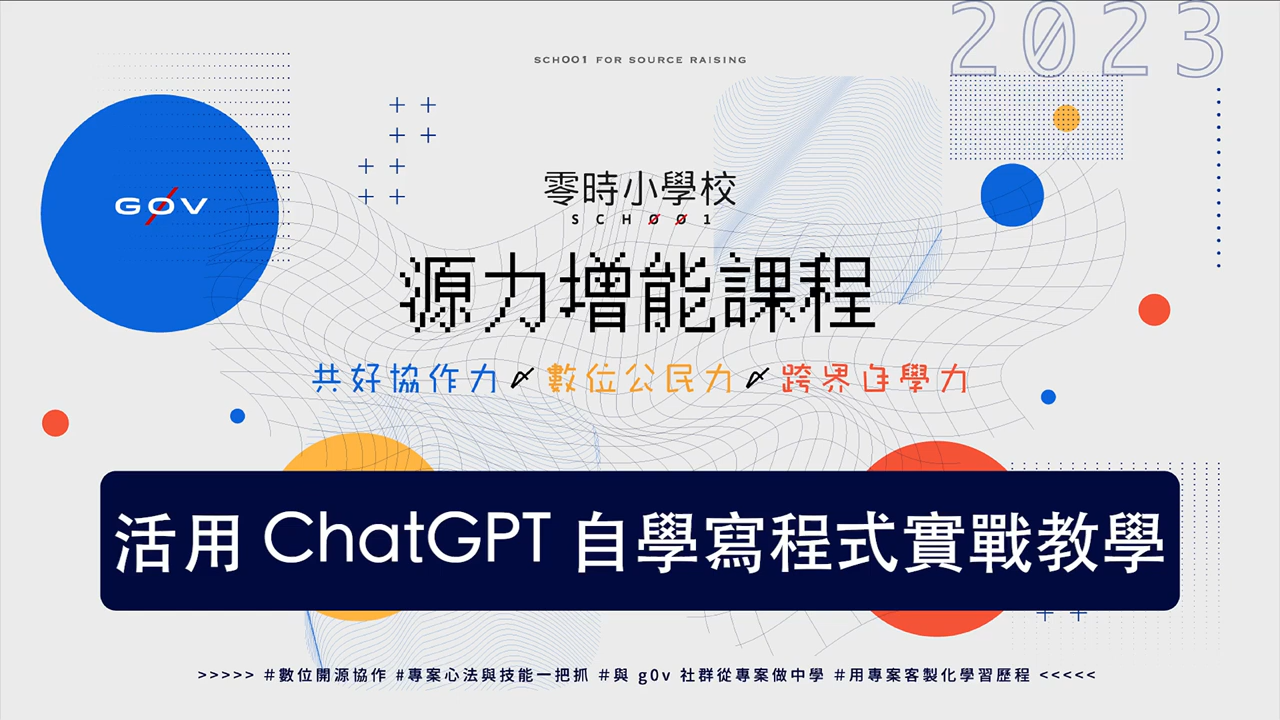 2023
SCH001 FOR SOURCE RAISING
G0V
零時小學校
SCH001
源力增能課程
共好協作力〆數位公民力〆跨界自學力
活用 ChatGPT 自學寫程式實戰教學
>>>>> #數位開源協作 #專案心法與技能一把抓 #與 g0v 社群從專案做中學 #用專案客製化學習歷程 <<<<<